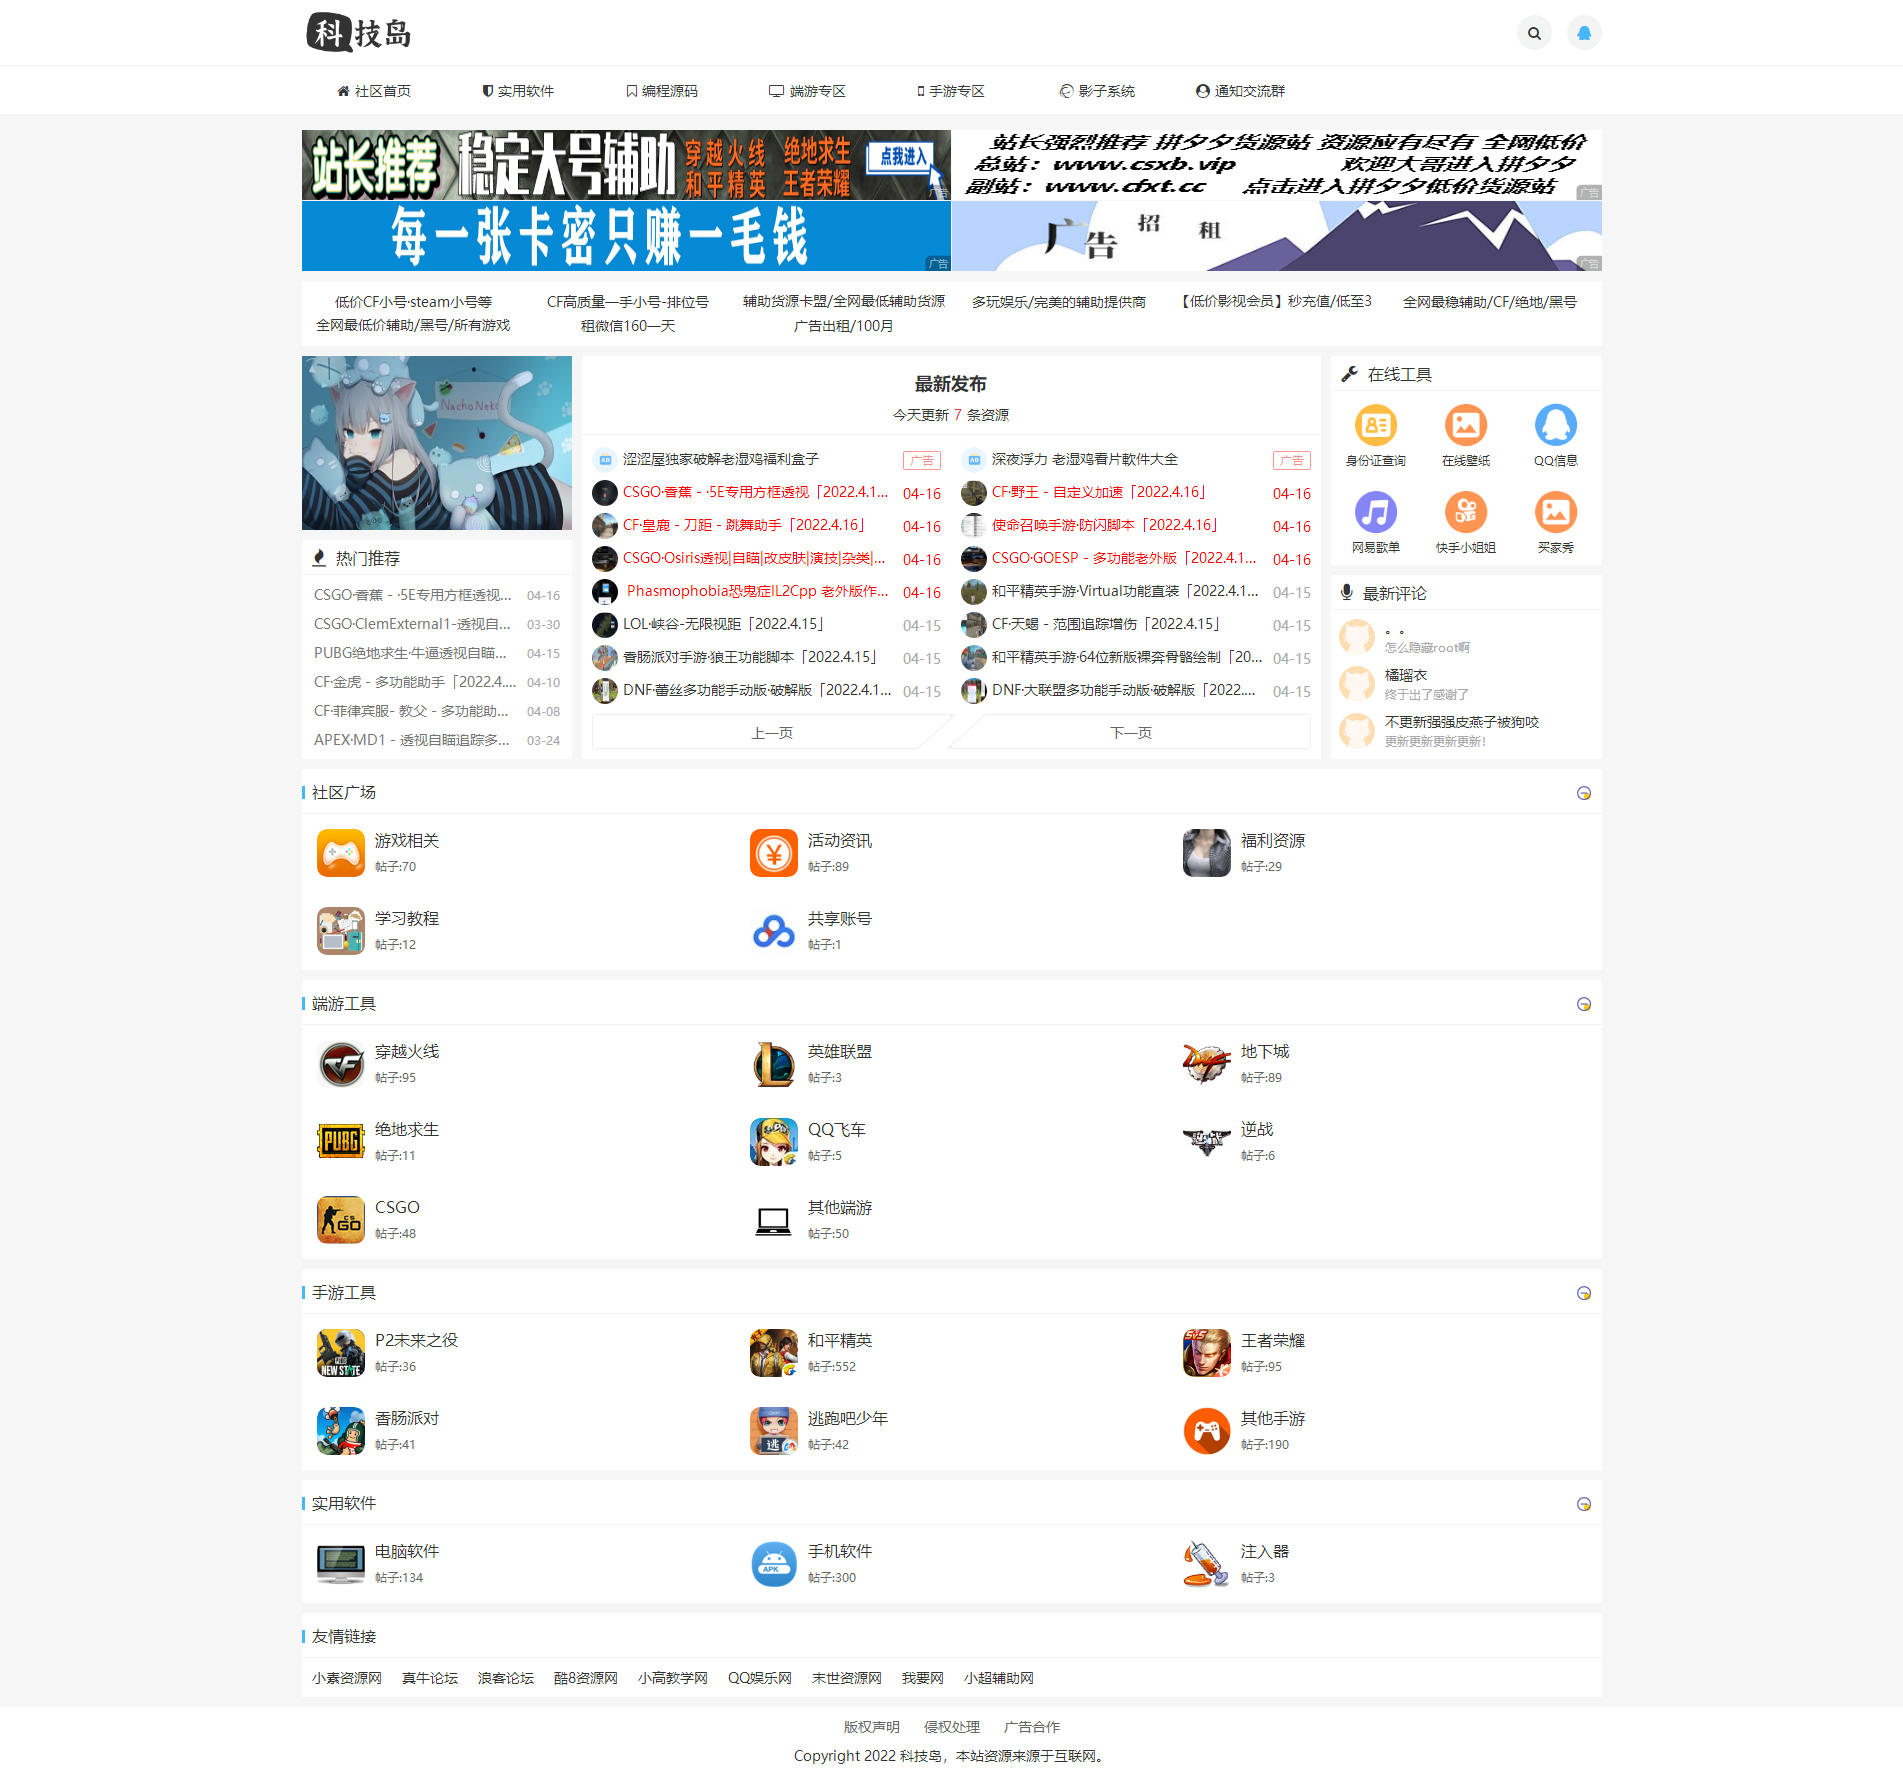 科技岛
社区首页
实用软件
编程源码
端游专区
手游专区
影子系统
通知交流群
站长推荐 稳定大号辅助 穿越火线 绝地求生 和平精英 王者荣耀 点我进入
广告
站长强烈推荐 拼夕夕货源站 资源应有尽有 全网低价
总站：www.csxb.vip 欢迎大哥进入拼夕夕
副站：www.cfxt.cc 点击进入拼夕夕低价货源站
广告
每一张卡密只赚一毛钱
广告
广告招租
广告
低价CF小号·steam小号等
CF高质量一手小号-排位号
辅助货源卡盟/全网最低辅助货源
多玩娱乐/完美的辅助提供商
【低价影视会员】秒充值/低至3
全网最稳辅助/CF/绝地/黑号
全网最低价辅助/黑号/所有游戏
租微信160一天
广告出租/100月
NachoNeko
热门推荐
CSGO·香蕉 - ·5E专用方框透视... 04-16
CSGO·ClemExternal1-透视自... 03-30
PUBG绝地求生·牛逼透视自瞄... 04-15
CF·金虎 - 多功能助手「2022.4.... 04-10
CF·菲律宾服- 教父 - 多功能助... 04-08
APEX·MD1 - 透视自瞄追踪多... 03-24
最新发布
今天更新 7 条资源
涩涩屋独家破解老湿鸡福利盒子 广告
深夜浮力 老湿鸡看片軟件大全 广告
CSGO·香蕉 - ·5E专用方框透视「2022.4.1... 04-16
CF·野王 - 自定义加速「2022.4.16」 04-16
CF·皇鹿 - 刀距 - 跳舞助手「2022.4.16」 04-16
使命召唤手游·防闪脚本「2022.4.16」 04-16
CSGO·Osiris透视|自瞄|改皮肤|演技|杂类|... 04-16
CSGO·GOESP - 多功能老外版「2022.4.1... 04-16
Phasmophobia恐鬼症IL2Cpp 老外版作... 04-16
和平精英手游·Virtual功能直装「2022.4.1... 04-15
LOL·峡谷-无限视距「2022.4.15」 04-15
CF·天蝎 - 范围追踪增伤「2022.4.15」 04-15
香肠派对手游·狼王功能脚本「2022.4.15」 04-15
和平精英手游·64位新版裸奔骨骼绘制「20... 04-15
DNF·蕾丝多功能手动版·破解版「2022.4.1... 04-15
DNF·大联盟多功能手动版·破解版「2022.... 04-15
上一页
下一页
在线工具
身份证查询
在线壁纸
QQ信息
网易歌单
快手小姐姐
买家秀
最新评论
。。
怎么隐藏root啊
橘瑠衣
终于出了感谢了
不更新强强皮燕子被狗咬
更新更新更新更新!
社区广场
游戏相关
帖子:70
活动资讯
帖子:89
福利资源
帖子:29
学习教程
帖子:12
共享账号
帖子:1
端游工具
穿越火线
帖子:95
英雄联盟
帖子:3
地下城
帖子:89
绝地求生
帖子:11
QQ飞车
帖子:5
逆战
帖子:6
CSGO
帖子:48
其他端游
帖子:50
手游工具
P2未来之役
帖子:36
和平精英
帖子:552
王者荣耀
帖子:95
香肠派对
帖子:41
逃跑吧少年
帖子:42
其他手游
帖子:190
实用软件
电脑软件
帖子:134
手机软件
帖子:300
注入器
帖子:3
友情链接
小素资源网 真牛论坛 浪客论坛 酷8资源网 小高教学网 QQ娱乐网 末世资源网 我要网 小超辅助网
版权声明 侵权处理 广告合作
Copyright 2022 科技岛，本站资源来源于互联网。